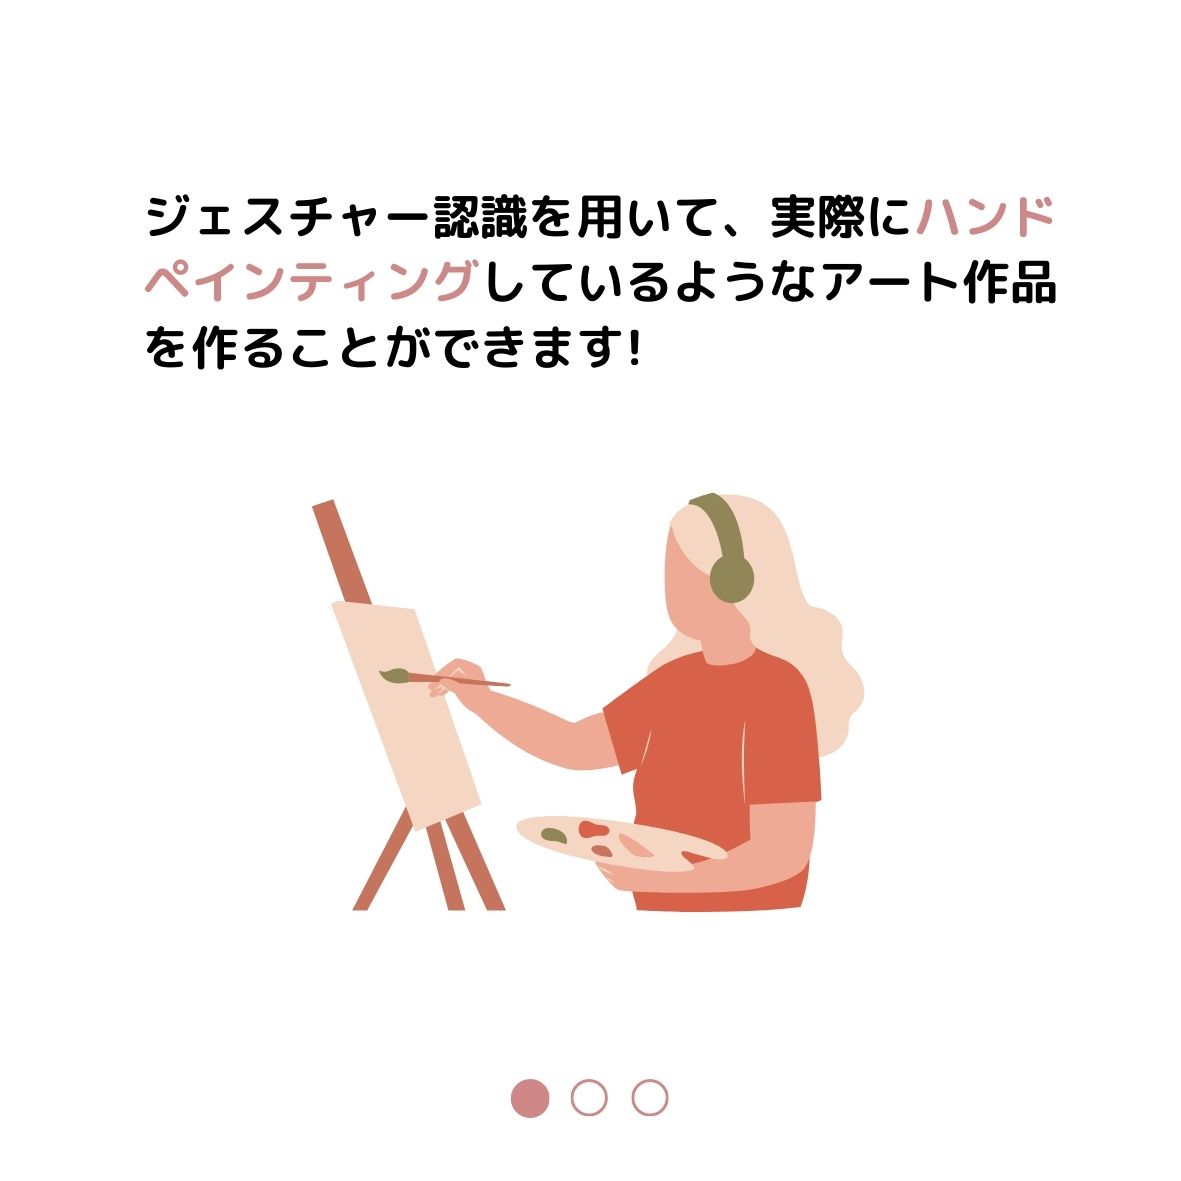 ジェスチャー認識を用いて、実際にハンド
ペインティングしているようなアート作品
を作ることができます!